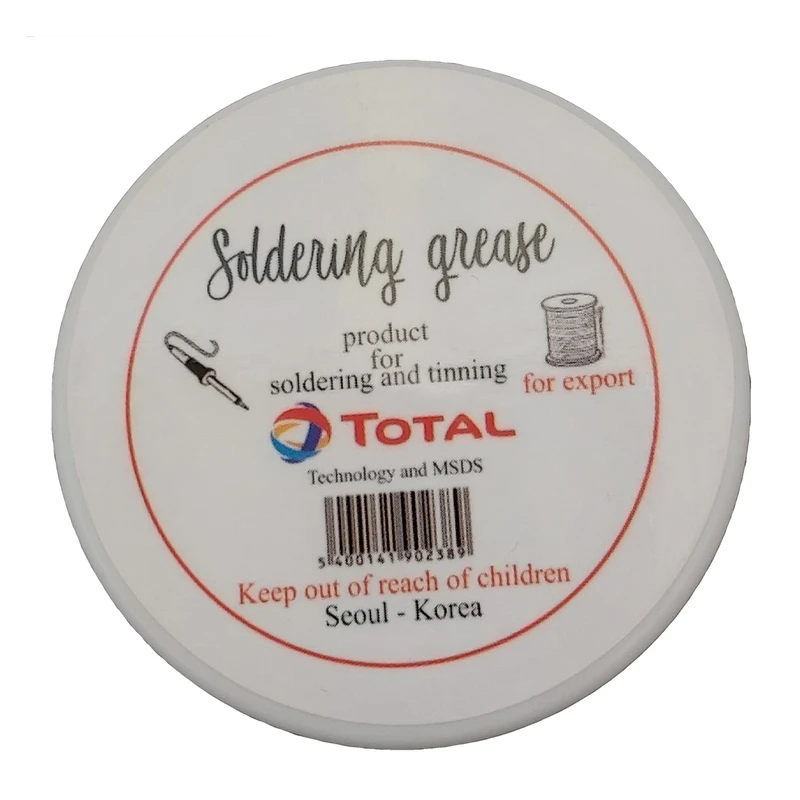 Soldering grease
product
for
soldering and tinning
for export
TOTAL
Technology and MSDS
5 400141 902389
Keep out of reach of children
Seoul - Korea